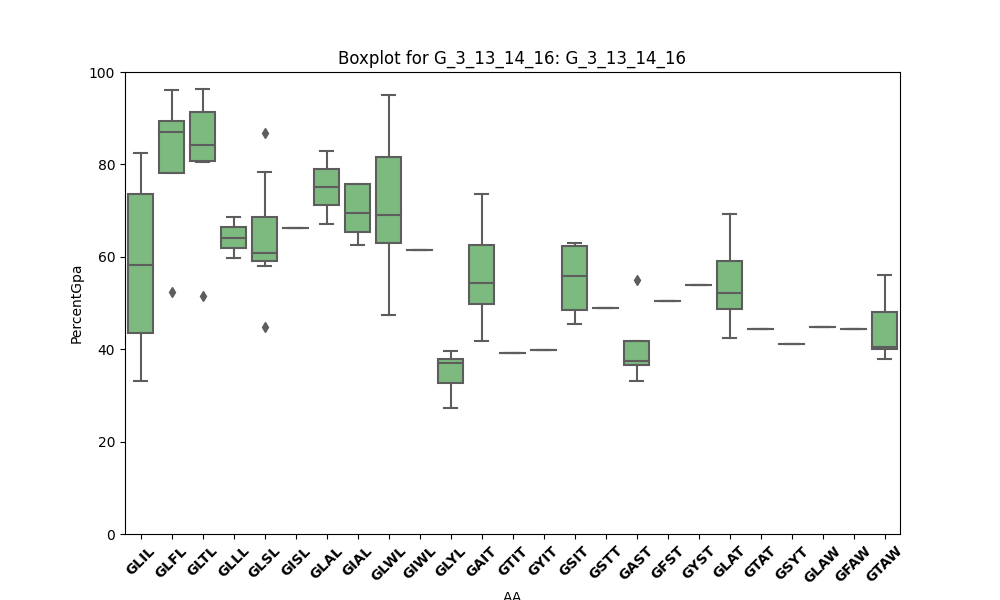 Boxplot for G_3_13_14_16: G_3_13_14_16
100
80
60
40
20
0
PercentGpa
GLIL GLFL GLTL GLLL GLSL GISL GLAL GIAL GLWL GIWL GLYL GAIT GTIT GYIT GSIT GSTT GAST GFST GYST GLAT GTAT GSYT GLAW GFAW GTAW
AA